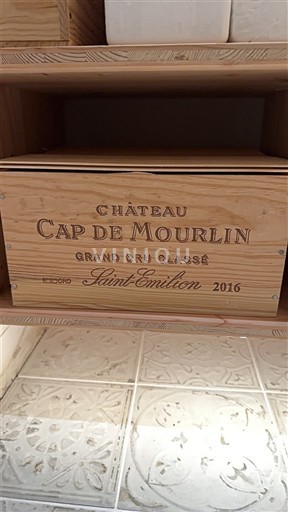 CHÂTEAU
CAP DE MOURLIN
GRAND CRU CLASSÉ
Saint-Emilion 2016
VINIOU